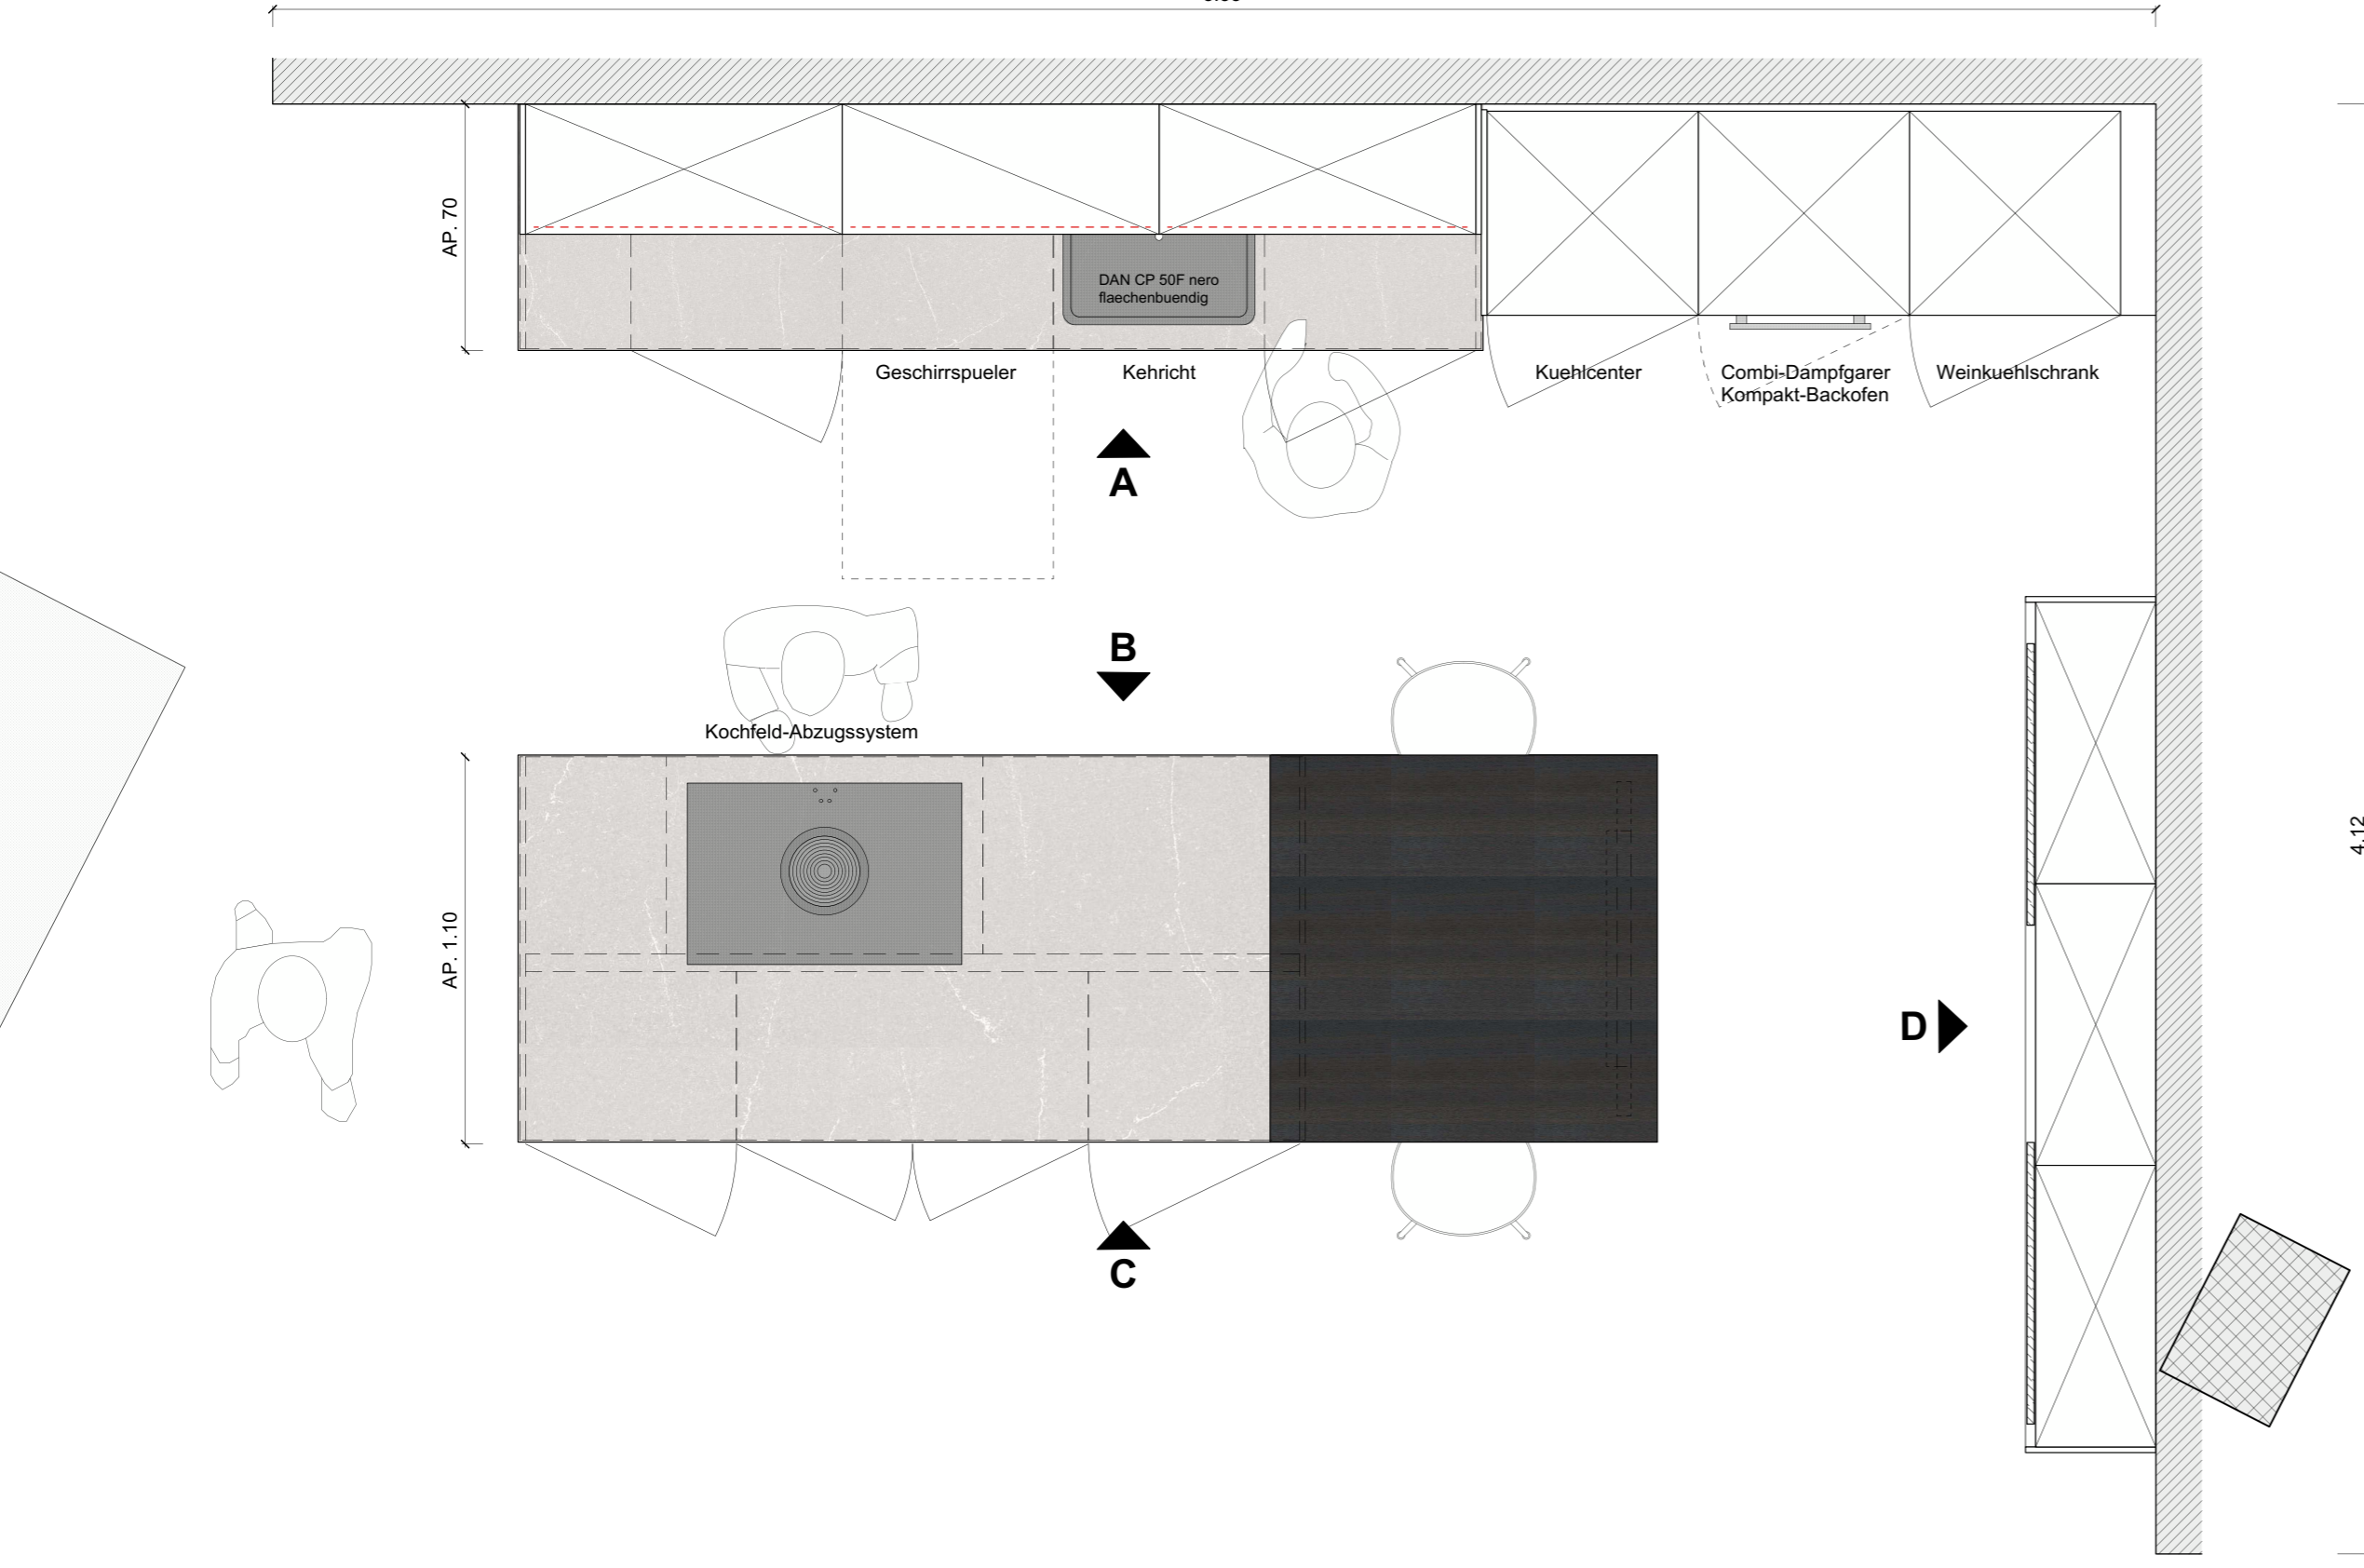 AP. 70
DAN CP 50F nero
flaechenbuendig
Geschirrspueler
Kehricht
Kuehlcenter
Combi-Dampfgarer
Kompakt-Backofen
Weinkuehlschrank
A
B
Kochfeld-Abzugssystem
4.12
AP. 1.10
D
C